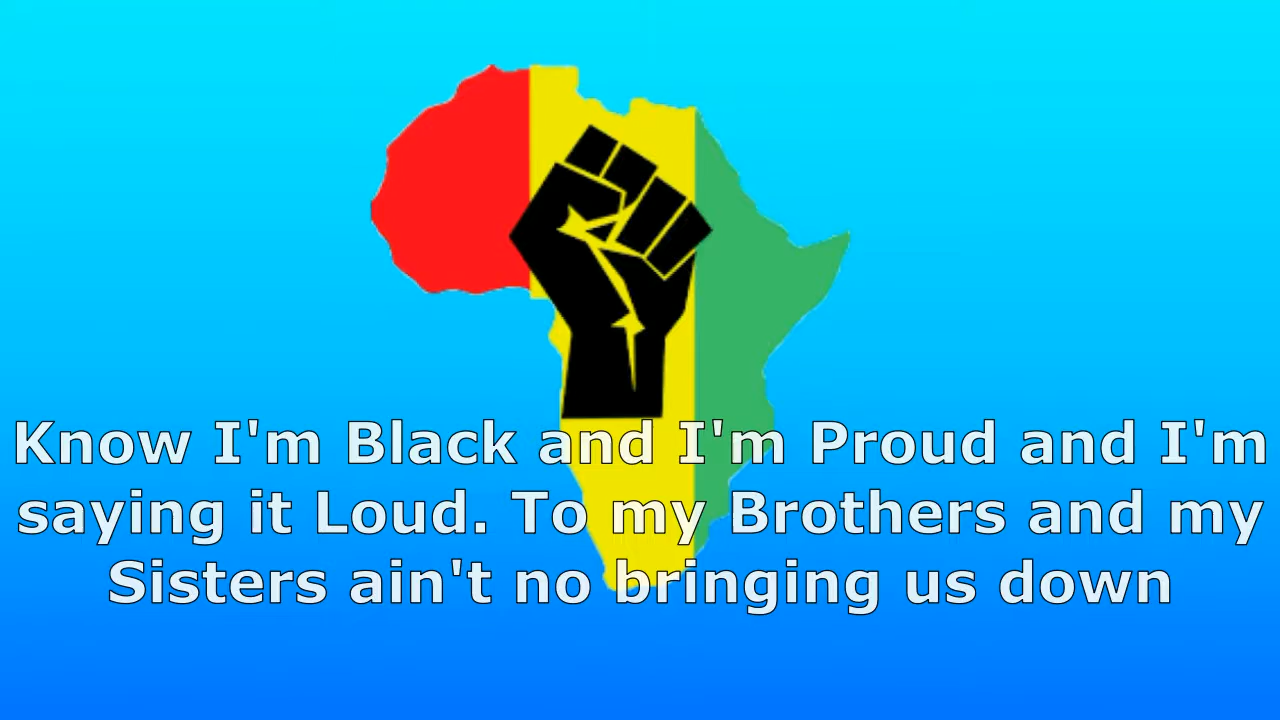 Know I'm Black and I'm Proud and I'm
saying it Loud. To my Brothers and my
Sisters ain't no bringing us down